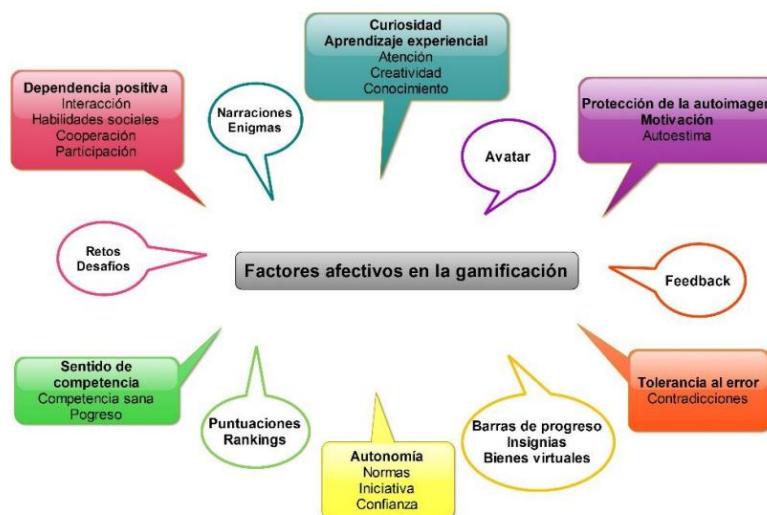 Curiosidad
Aprendizaje experiencial
Atención
Creatividad
Conocimiento
Dependencia positiva
Interacción
Habilidades sociales
Cooperación
Participación
Narraciones
Enigmas
Avatar
Protección de la autoimagen
Motivación
Autoestima
Retos
Desafíos
Factores afectivos en la gamificación
Feedback
Sentido de
competencia
Competencia sana
Pogreso
Puntuaciones
Rankings
Autonomía
Normas
Iniciativa
Confianza
Barras de progreso
Insignias
Bienes virtuales
Tolerancia al error
Contradicciones